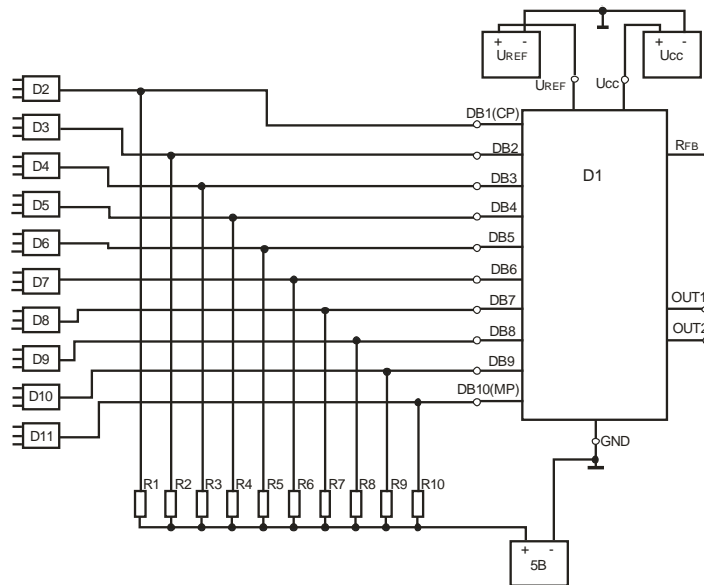 + - + -
UREF Ucc
UREF Ucc
D2
DB1(CP)
D3
DB2 RFB
D4 D1
DB3
D5
DB4
D6
DB5
D7
DB6
D8
DB7 OUT1
D9
DB8 OUT2
D10
DB9
DB10(MP)
D11
GND
R1 R2 R3 R4 R5 R6 R7 R8 R9 R10
+ -
5В